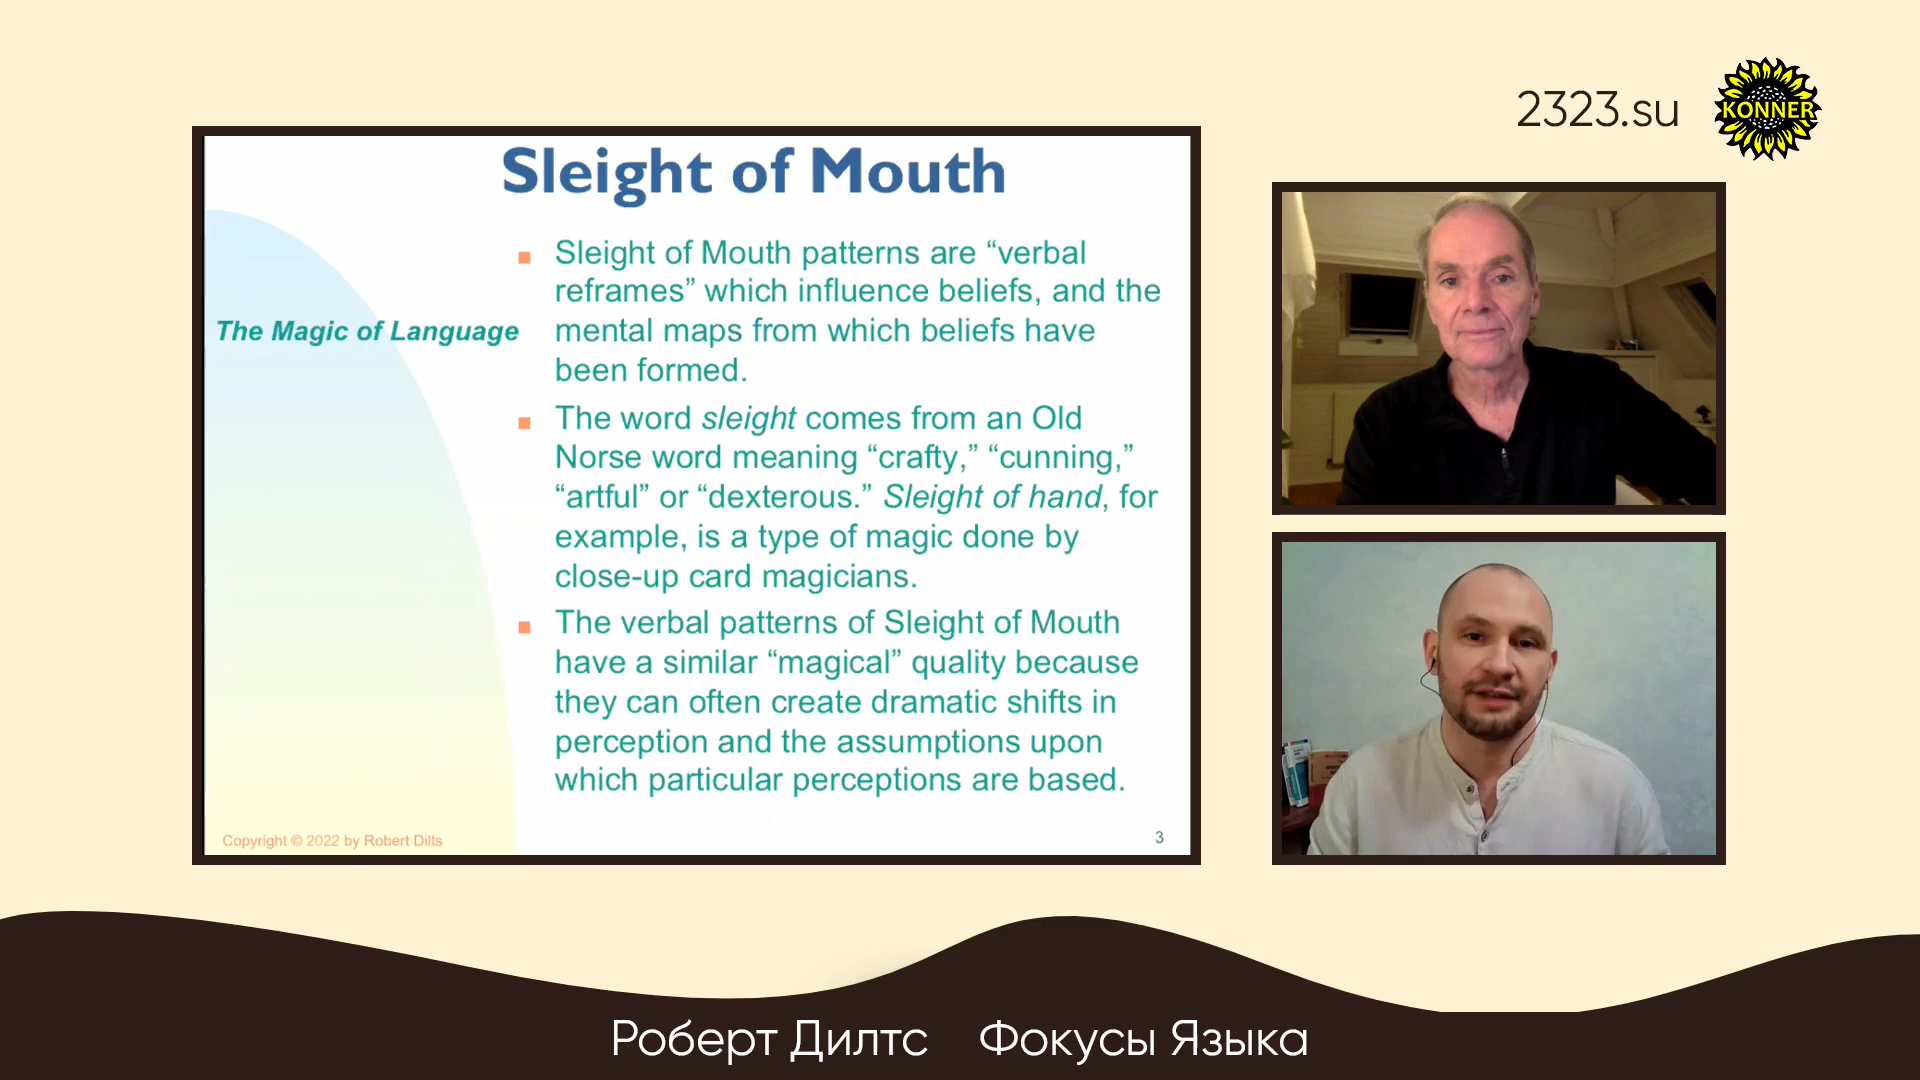 2323.su
KONNER
Sleight of Mouth
The Magic of Language
■ Sleight of Mouth patterns are “verbal
reframes” which influence beliefs, and the
mental maps from which beliefs have
been formed.
■ The word sleight comes from an Old
Norse word meaning “crafty,” “cunning,”
“artful” or “dexterous.” Sleight of hand, for
example, is a type of magic done by
close-up card magicians.
■ The verbal patterns of Sleight of Mouth
have a similar “magical” quality because
they can often create dramatic shifts in
perception and the assumptions upon
which particular perceptions are based.
Copyright © 2022 by Robert Dilts
3
Роберт Дилтс Фокусы Языка